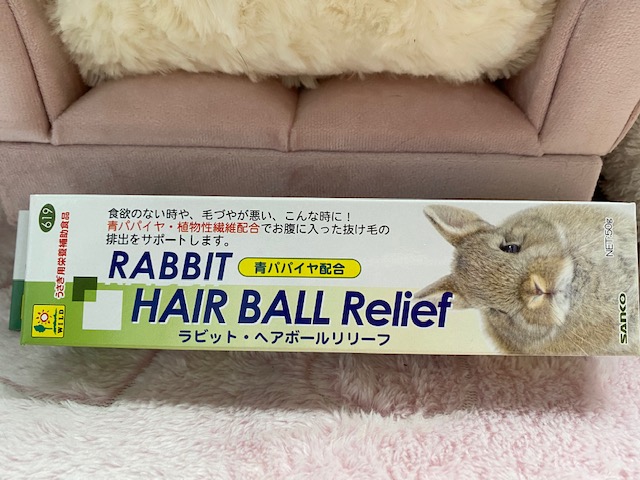 619
うさぎ用栄養補助食品
食欲のない時や、毛づやが悪い、こんな時に！
青パパイヤ・植物性繊維配合でお腹に入った抜け毛の
排出をサポートします。
RABBIT 青パパイヤ配合
HAIR BALL Relief
ラビット・ヘアボールリリーフ
WILD
NET.50g
SANKO